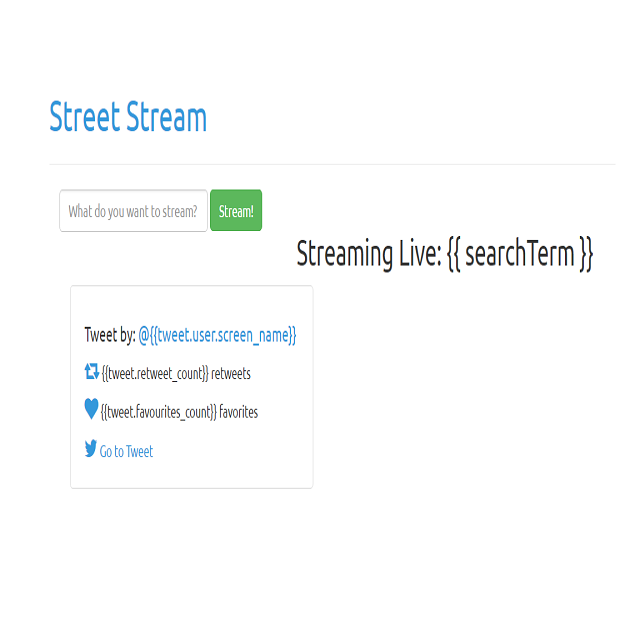 Street Stream
What do you want to stream? Stream!
Streaming Live: {{ searchTerm }}
Tweet by: @{{tweet.user.screen_name}}
{{tweet.retweet_count}} retweets
{{tweet.favourites_count}} favorites
Go to Tweet